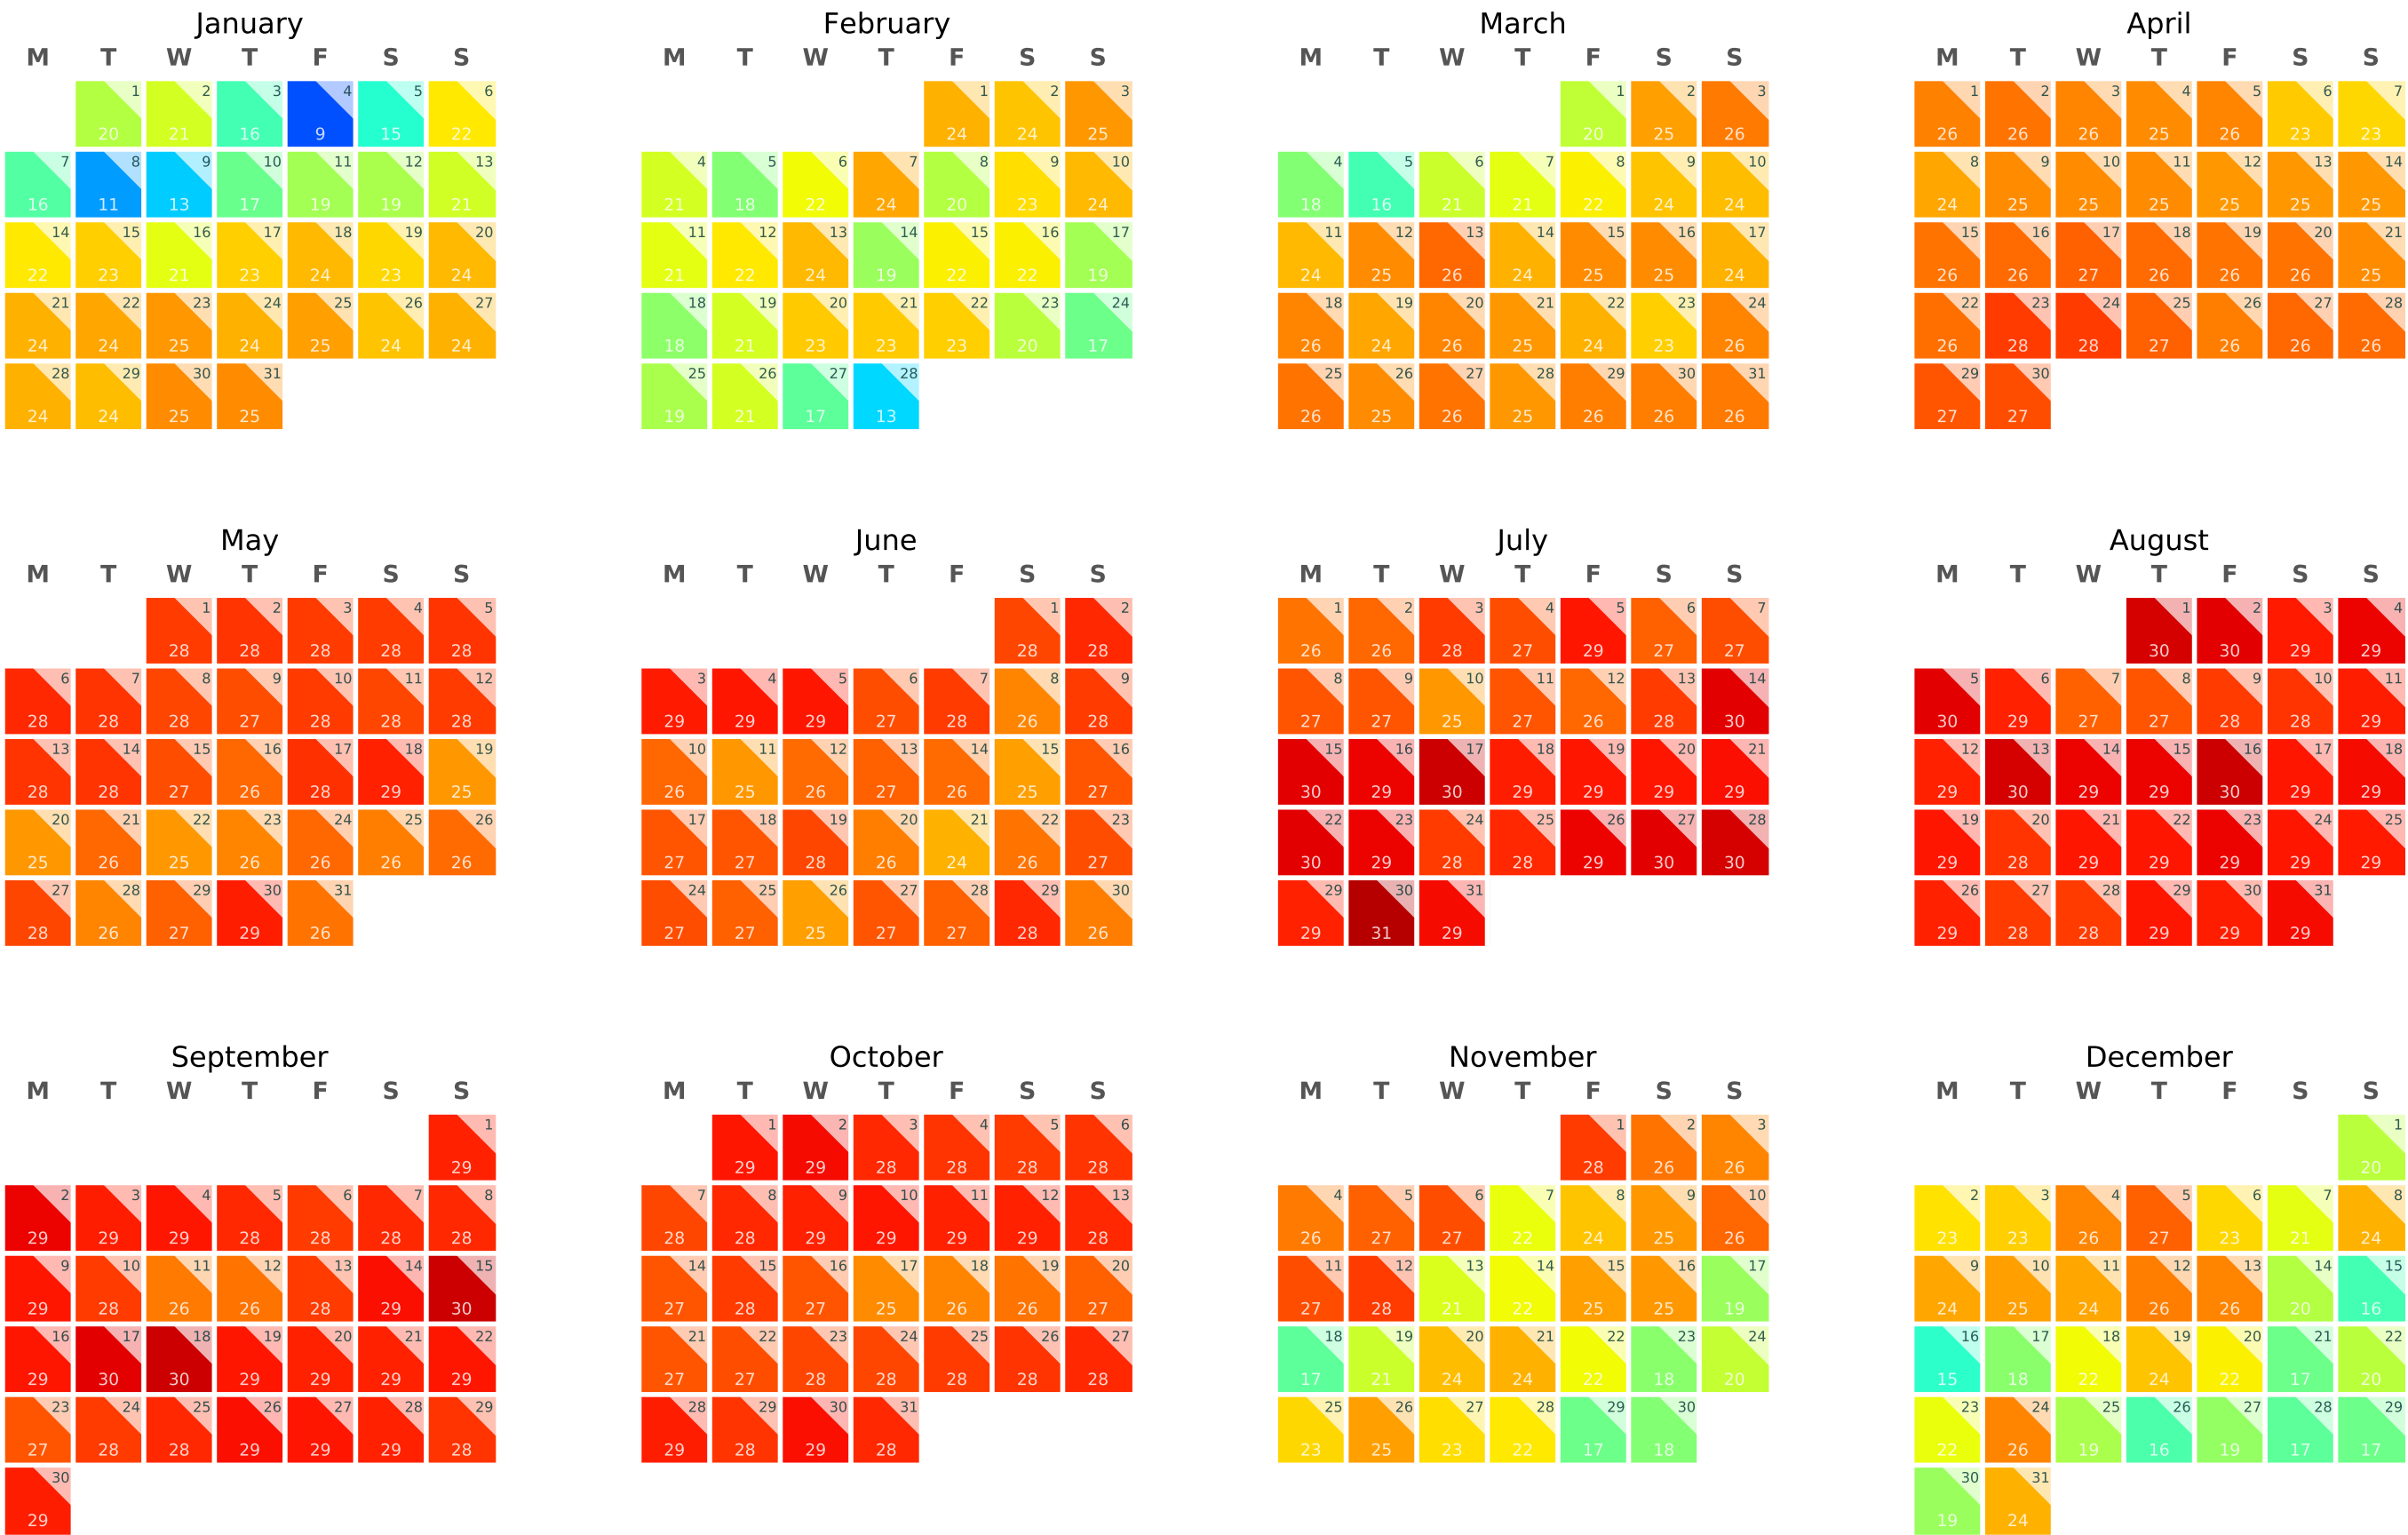 January February March April
M T W T F S S M T W T F S S M T W T F S S M T W T F S S
1 2 3 4 5 6 1 2 3 1 2 3 1 2 3 4 5 6 7
20 21 16 9 15 22 24 24 25 20 25 26 26 26 26 25 26 23 23
7 8 9 10 11 12 13 4 5 6 7 8 9 10 4 5 6 7 8 9 10 8 9 10 11 12 13 14
16 11 13 17 19 19 21 21 18 22 24 20 23 24 18 16 21 21 22 24 24 24 25 25 25 25 25 25
14 15 16 17 18 19 20 11 12 13 14 15 16 17 11 12 13 14 15 16 17 15 16 17 18 19 20 21
22 23 21 23 24 23 24 21 22 24 19 22 22 19 24 25 26 24 25 25 24 26 26 27 26 26 26 25
21 22 23 24 25 26 27 18 19 20 21 22 23 24 18 19 20 21 22 23 24 22 23 24 25 26 27 28
24 24 25 24 25 24 24 18 21 23 23 23 20 17 26 24 26 25 24 23 26 26 28 28 27 26 26 26
28 29 30 31 25 26 27 28 25 26 27 28 29 30 31 29 30
24 24 25 25 19 21 17 13 26 25 26 25 26 26 26 27 27
May June July August
M T W T F S S M T W T F S S M T W T F S S M T W T F S S
1 2 3 4 5 1 2 1 2 3 4 5 6 7 1 2 3 4
28 28 28 28 28 28 28 26 26 28 27 29 27 27 30 30 29 29
6 7 8 9 10 11 12 3 4 5 6 7 8 9 8 9 10 11 12 13 14 5 6 7 8 9 10 11
28 28 28 27 28 28 28 29 29 29 27 28 26 28 27 27 25 27 26 28 30 30 29 27 27 28 28 29
13 14 15 16 17 18 19 10 11 12 13 14 15 16 15 16 17 18 19 20 21 12 13 14 15 16 17 18
28 28 27 26 28 29 25 26 25 26 27 26 25 27 30 29 30 29 29 29 29 29 30 29 29 30 29 29
20 21 22 23 24 25 26 17 18 19 20 21 22 23 22 23 24 25 26 27 28 19 20 21 22 23 24 25
25 26 25 26 26 26 26 27 27 28 26 24 26 27 30 29 28 28 29 30 30 29 28 29 29 29 29 29
27 28 29 30 31 24 25 26 27 28 29 30 29 30 31 26 27 28 29 30 31
28 26 27 29 26 27 27 25 27 27 28 26 29 31 29 29 28 28 29 29 29
September October November December
M T W T F S S M T W T F S S M T W T F S S M T W T F S S
1 1 2 3 4 5 6 1 2 3 1
29 29 29 28 28 28 28 28 26 26 20
2 3 4 5 6 7 8 7 8 9 10 11 12 13 4 5 6 7 8 9 10 2 3 4 5 6 7 8
29 29 29 28 28 28 28 28 28 29 29 29 29 28 26 27 27 22 24 25 26 23 23 26 27 23 21 24
9 10 11 12 13 14 15 14 15 16 17 18 19 20 11 12 13 14 15 16 17 9 10 11 12 13 14 15
29 28 26 26 28 29 30 27 28 27 25 26 26 27 27 28 21 22 25 25 19 24 25 24 26 26 20 16
16 17 18 19 20 21 22 21 22 23 24 25 26 27 18 19 20 21 22 23 24 16 17 18 19 20 21 22
29 30 30 29 29 29 29 27 27 28 28 28 28 28 17 21 24 24 22 18 20 15 18 22 24 22 17 20
23 24 25 26 27 28 29 28 29 30 31 25 26 27 28 29 30 23 24 25 26 27 28 29
27 28 28 29 29 29 28 29 28 29 28 23 25 23 22 17 18 22 26 19 16 19 17 17
30 30 31
29 19 24